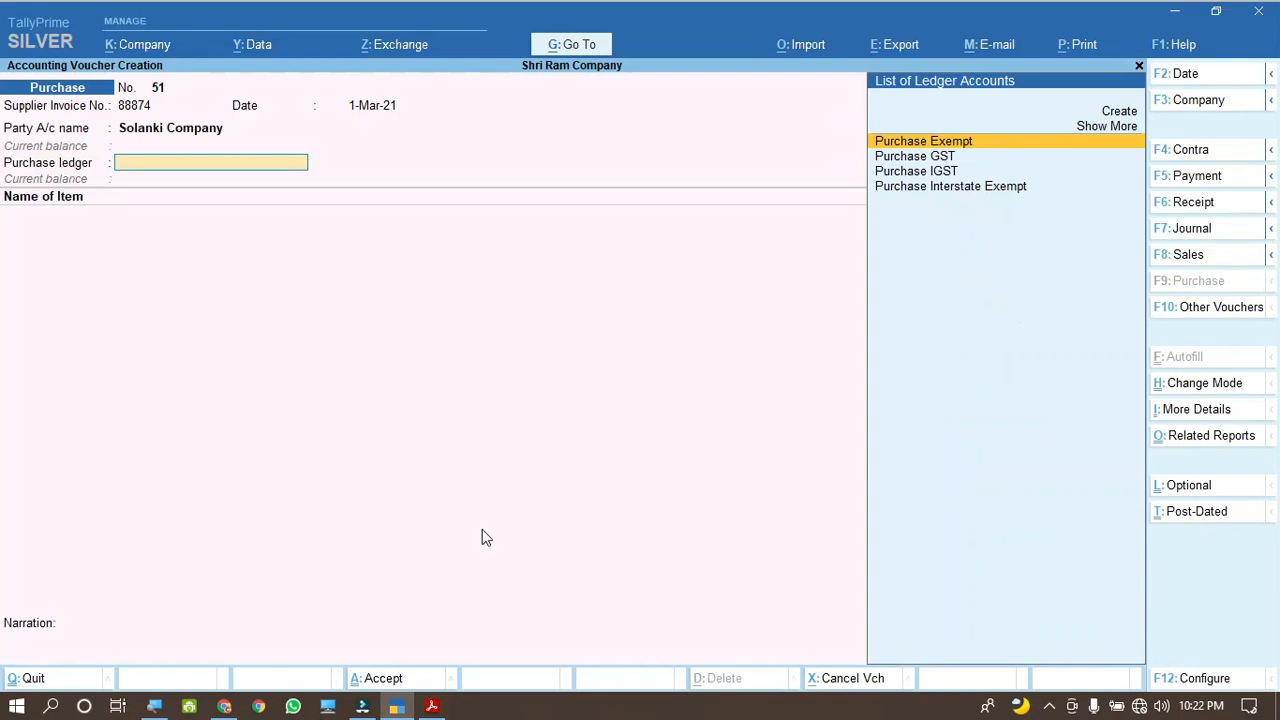 TallyPrime
MANAGE
SILVER
K: Company
Y: Data
Z: Exchange
G: Go To
O: Import
E: Export
M: E-mail
P: Print
F1: Help
Accounting Voucher Creation
Shri Ram Company
Purchase No. 51
Supplier Invoice No.: 88874 Date : 1-Mar-21
Party A/c name : Solanki Company
Current balance :
Purchase ledger :
Current balance :
Name of Item
Narration:
List of Ledger Accounts
Create
Show More
Purchase Exempt
Purchase GST
Purchase IGST
Purchase Interstate Exempt
F2: Date
F3: Company
F4: Contra
F5: Payment
F6: Receipt
F7: Journal
F8: Sales
F9: Purchase
F10: Other Vouchers
F: Autofill
H: Change Mode
I: More Details
O: Related Reports
L: Optional
T: Post-Dated
Q: Quit
A: Accept
D: Delete
X: Cancel Vch
F12: Configure
10:22 PM